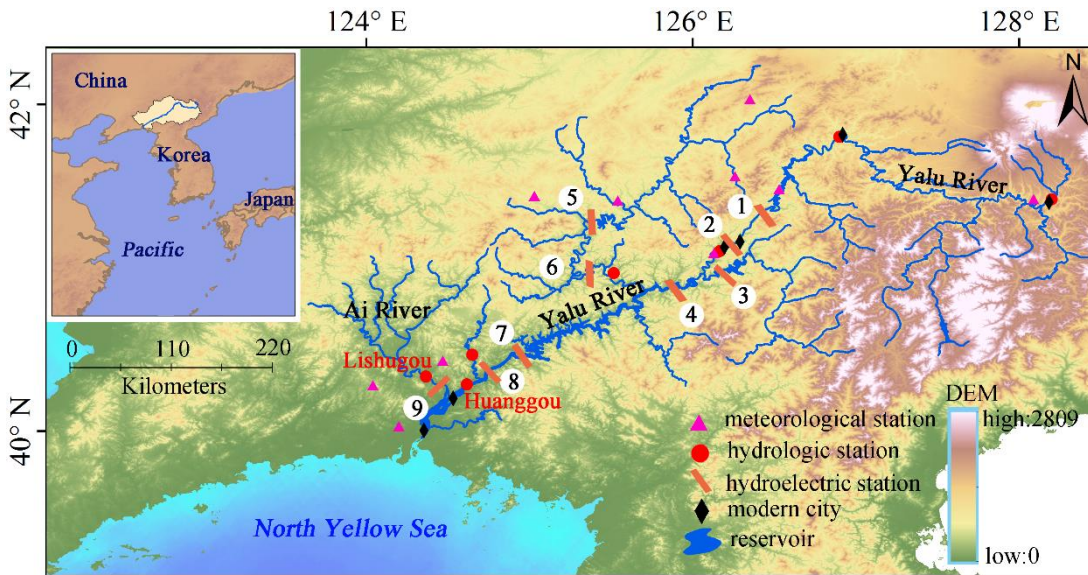 124° E
126° E
128° E
42° N
40° N
N
China
Korea
Japan
Pacific
Yalu River
5
1
2
6
3
4
Yalu River
Ai River
7
8
9
Lishugou
Huanggou
0 110 220
Kilometers
North Yellow Sea
DEM
high:2809
low:0
meteorological station
hydrologic station
hydroelectric station
modern city
reservoir